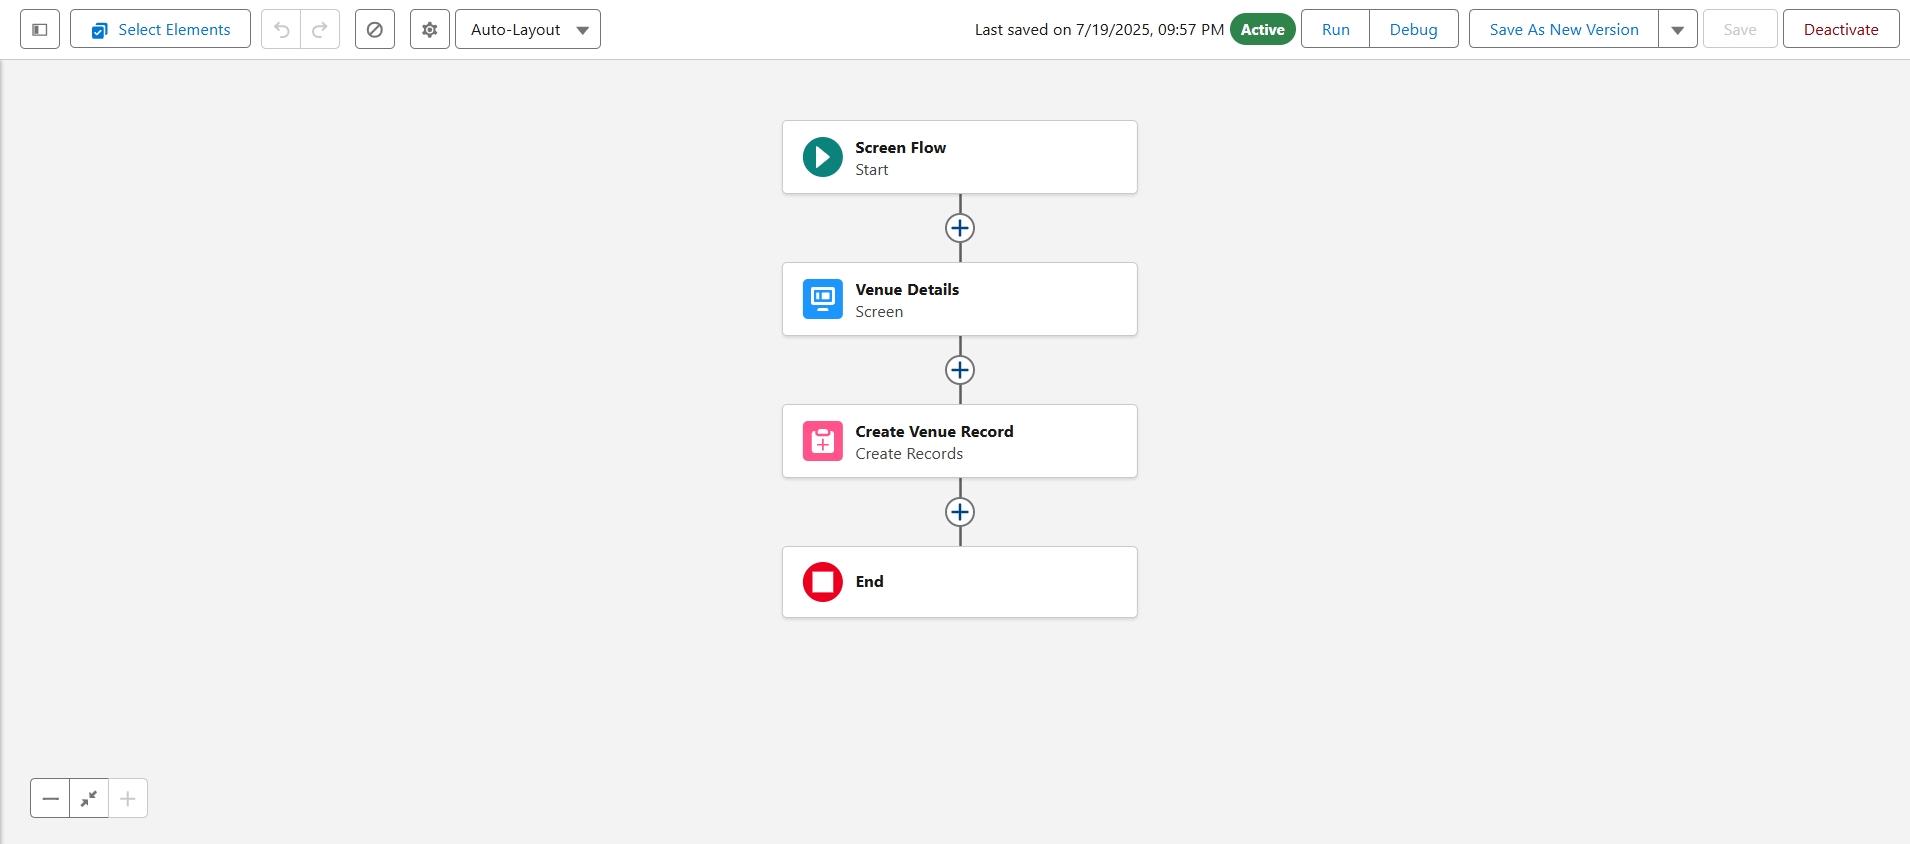 Select Elements
Auto-Layout
Last saved on 7/19/2025, 09:57 PM
Active
Run
Debug
Save As New Version
Save
Deactivate
Screen Flow
Start
Venue Details
Screen
Create Venue Record
Create Records
End